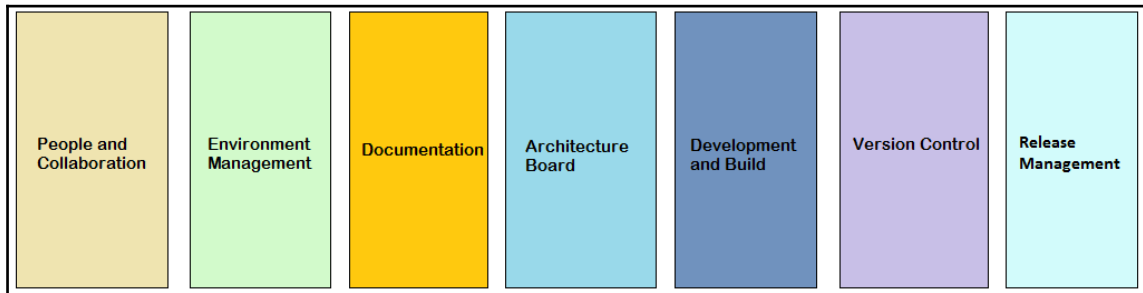 People and
Collaboration
Environment
Management
Documentation
Architecture
Board
Development
and Build
Version Control
Release
Management